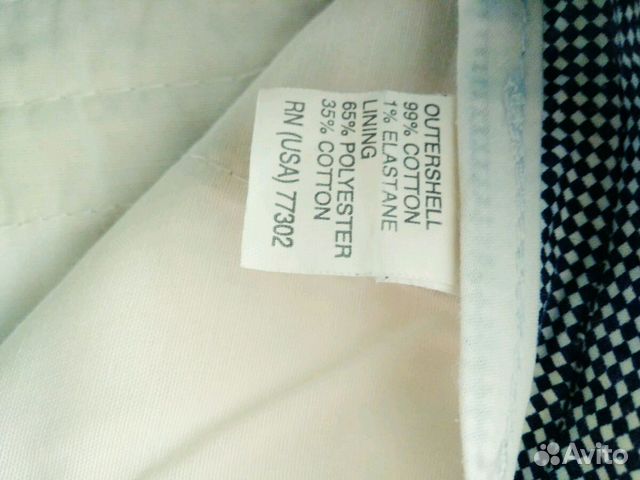 OUTERSHELL
99% COTTON
1% ELASTANE
LINING
65% POLYESTER
35% COTTON
RN (USA) 77302
Avito